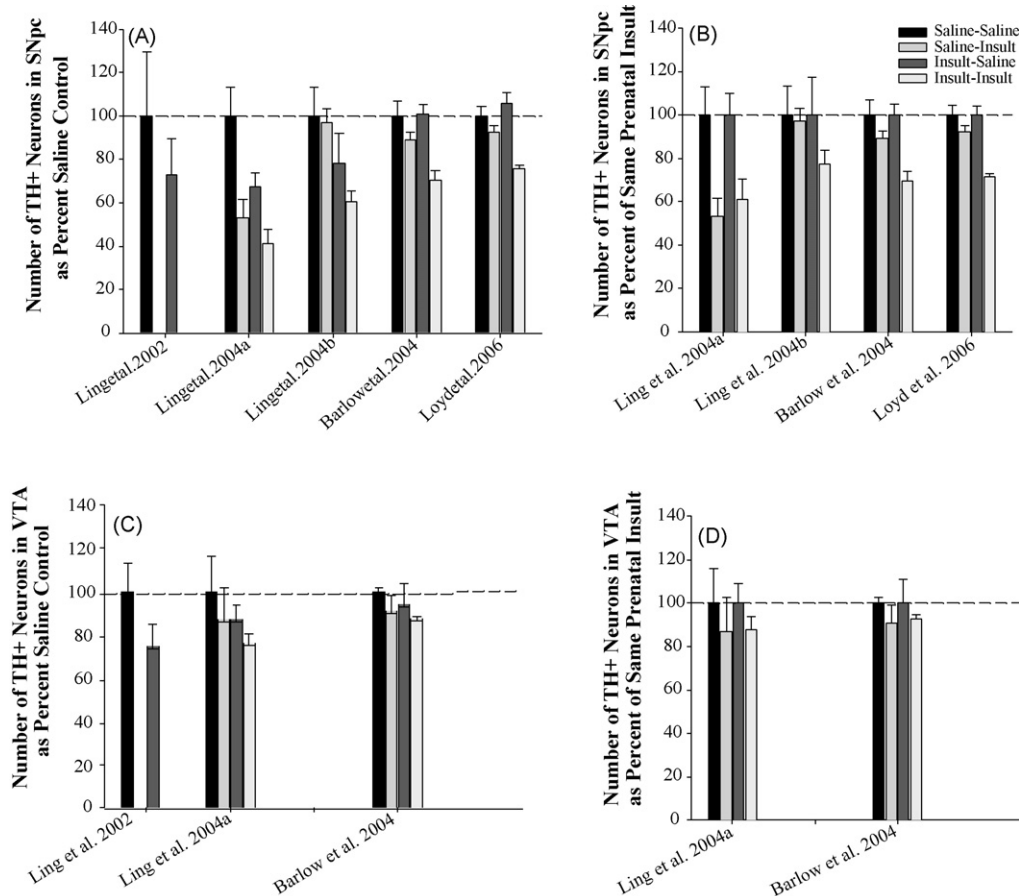 (A)
Number of TH+ Neurons in SNpc
as Percent Saline Control
140
120
100
80
60
40
20
0
Lingetal.2002
Lingetal.2004a
Lingetal.2004b
Barlowetal.2004
Loydetal.2006
(B)
Saline-Saline
Saline-Insult
Insult-Saline
Insult-Insult
Number of TH+ Neurons in SNpc
as Percent of Same Prenatal Insult
140
120
100
80
60
40
20
0
Ling et al. 2004a
Ling et al. 2004b
Barlow et al. 2004
Loyd et al. 2006
(C)
Number of TH+ Neurons in VTA
as Percent Saline Control
140
120
100
80
60
40
20
0
Ling et al. 2002
Ling et al. 2004a
Barlow et al. 2004
(D)
Number of TH+ Neurons in VTA
as Percent of Same Prenatal Insult
140
120
100
80
60
40
20
0
Ling et al. 2004a
Barlow et al. 2004